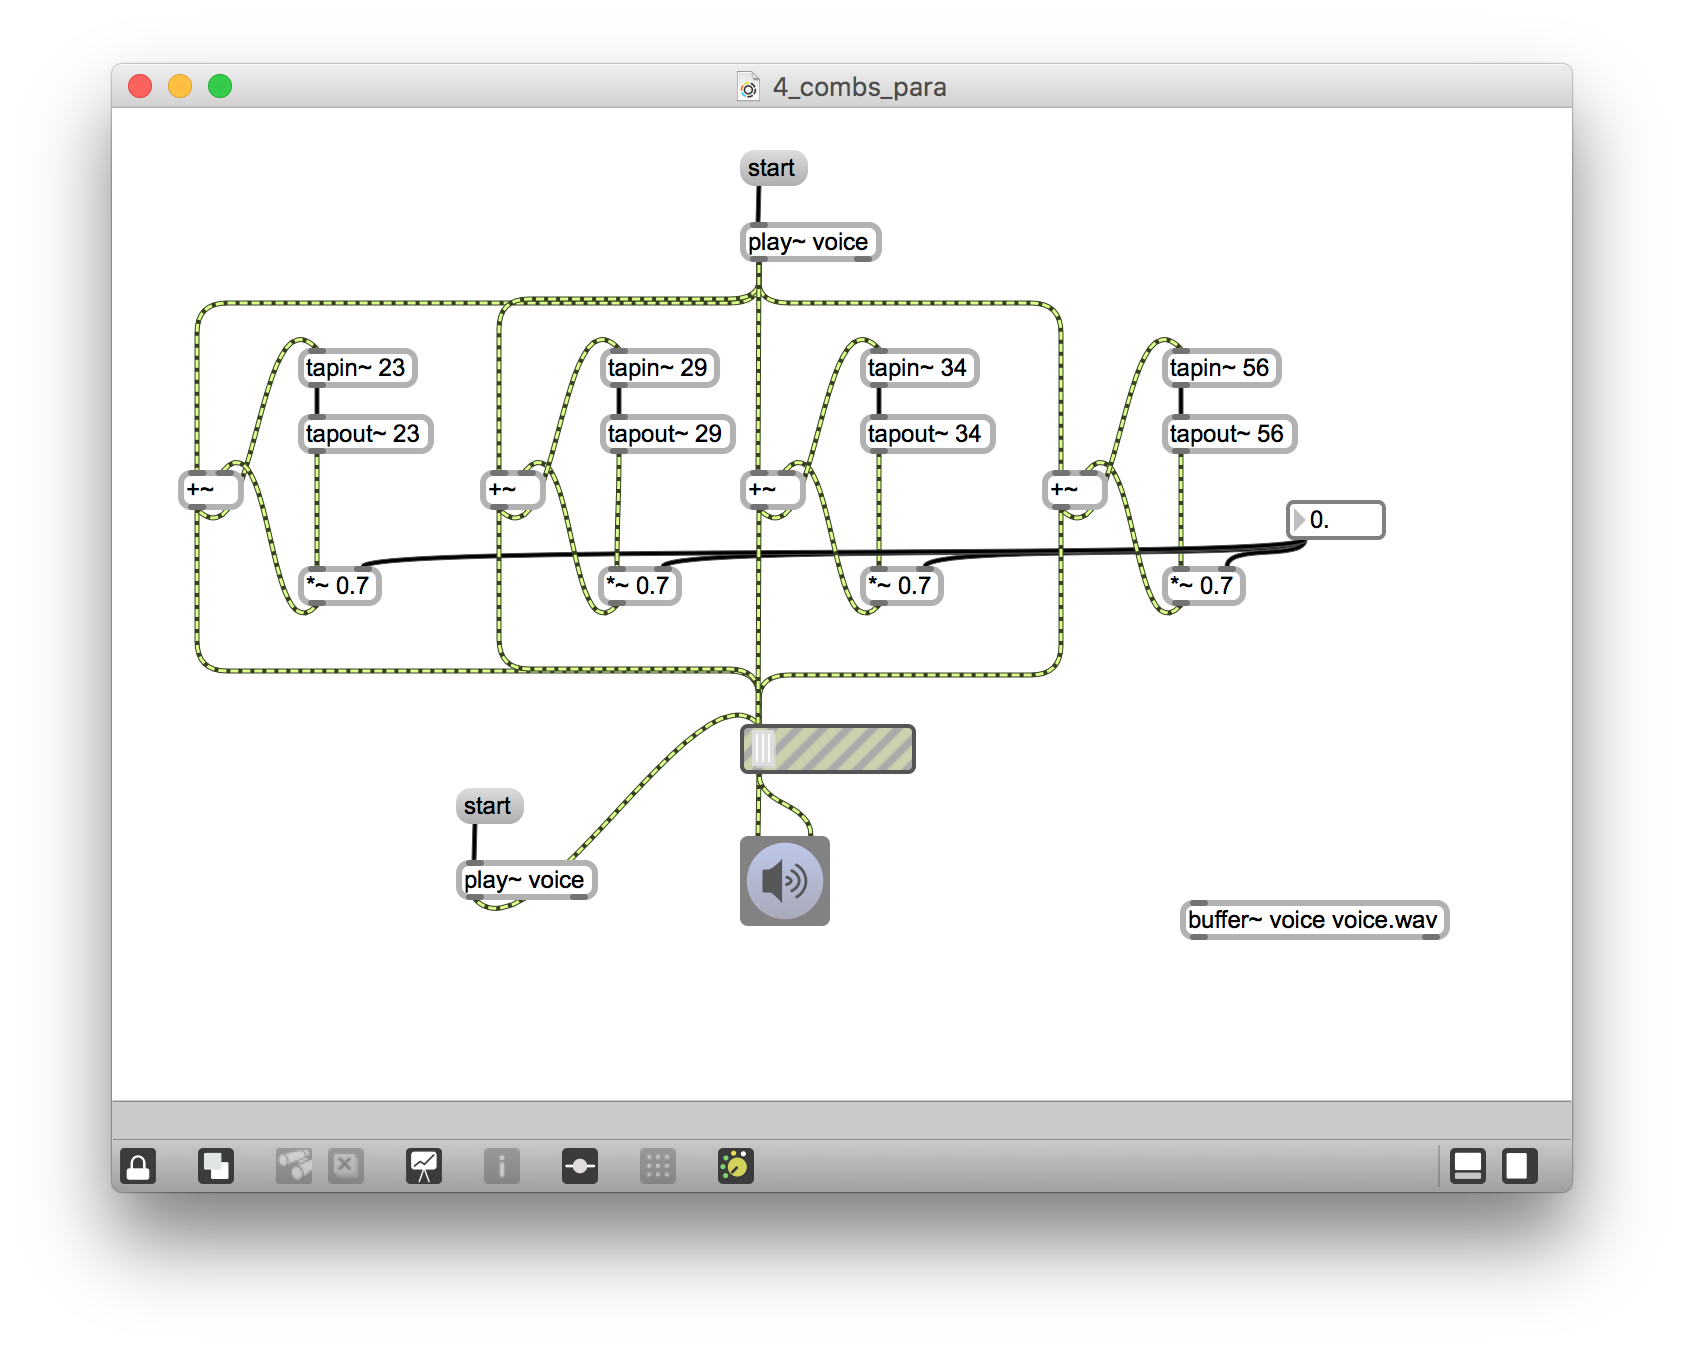 4_combs_para
start
play~ voice
tapin~ 23
tapin~ 29
tapin~ 34
tapin~ 56
tapout~ 23
tapout~ 29
tapout~ 34
tapout~ 56
+~
+~
+~
+~
0.
*~ 0.7
*~ 0.7
*~ 0.7
*~ 0.7
start
play~ voice
buffer~ voice voice.wav